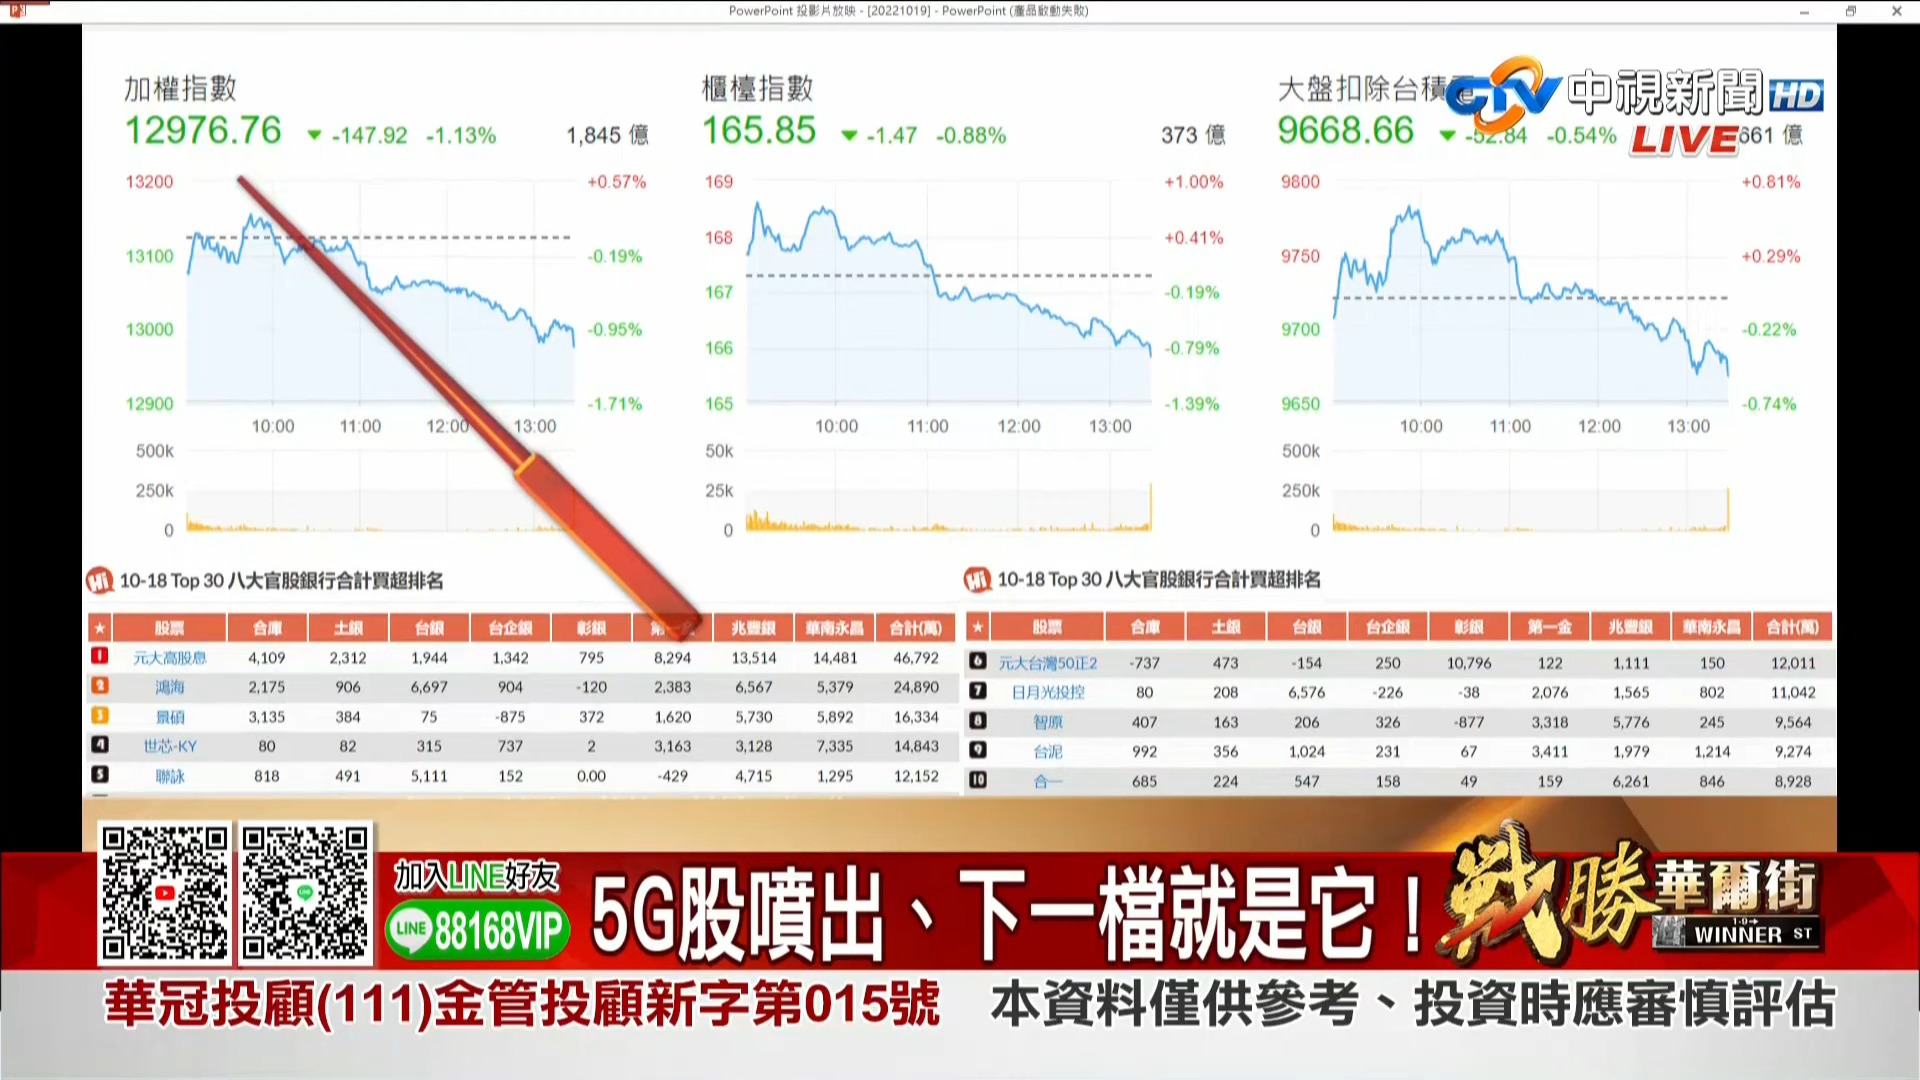 PowerPoint 投影片放映 - [20221019] - PowerPoint (產品啟動失敗)
加權指數
12976.76 ▼ -147.92 -1.13% 1,845 億
13200 +0.57%
13100 -0.19%
13000 -0.95%
12900 -1.71%
10:00 11:00 12:00 13:00
500k
250k
0
櫃檯指數
165.85 ▼ -1.47 -0.88% 373 億
169 +1.00%
168 +0.41%
167 -0.19%
166 -0.79%
165 -1.39%
10:00 11:00 12:00 13:00
50k
25k
0
大盤扣除台積
9668.66 ▼ -52.84 -0.54% 661 億
9800 +0.81%
9750 +0.29%
9700 -0.22%
9650 -0.74%
10:00 11:00 12:00 13:00
500k
250k
0
CTV 中視新聞 HD
LIVE
Hi 10-18 Top 30 八大官股銀行合計買超排名
★ 股票 合庫 土銀 台銀 台企銀 彰銀 第一 兆豐銀 華南永昌 合計(萬)
1 元大高股息 4,109 2,312 1,944 1,342 795 8,294 13,514 14,481 46,792
2 鴻海 2,175 906 6,697 904 -120 2,383 6,567 5,379 24,890
3 景碩 3,135 384 75 -875 372 1,620 5,730 5,892 16,334
4 世芯-KY 80 82 315 737 2 3,163 3,128 7,335 14,843
5 聯詠 818 491 5,111 152 0.00 -429 4,715 1,295 12,152
Hi 10-18 Top 30 八大官股銀行合計買超排名
★ 股票 合庫 土銀 台銀 台企銀 彰銀 第一金 兆豐銀 華南永昌 合計(萬)
6 元大台灣50正2 -737 473 -154 250 10,796 122 1,111 150 12,011
7 日月光投控 80 208 6,576 -226 -38 2,076 1,565 802 11,042
8 智原 407 163 206 326 -877 3,318 5,776 245 9,564
9 台泥 992 356 1,024 231 67 3,411 1,979 1,214 9,274
10 合一 685 224 547 158 49 159 6,261 846 8,928
加入LINE好友
LINE 88168VIP
5G股噴出、下一檔就是它！
戰勝華爾街
WINNER ST
華冠投顧(111)金管投顧新字第015號 本資料僅供參考、投資時應審慎評估